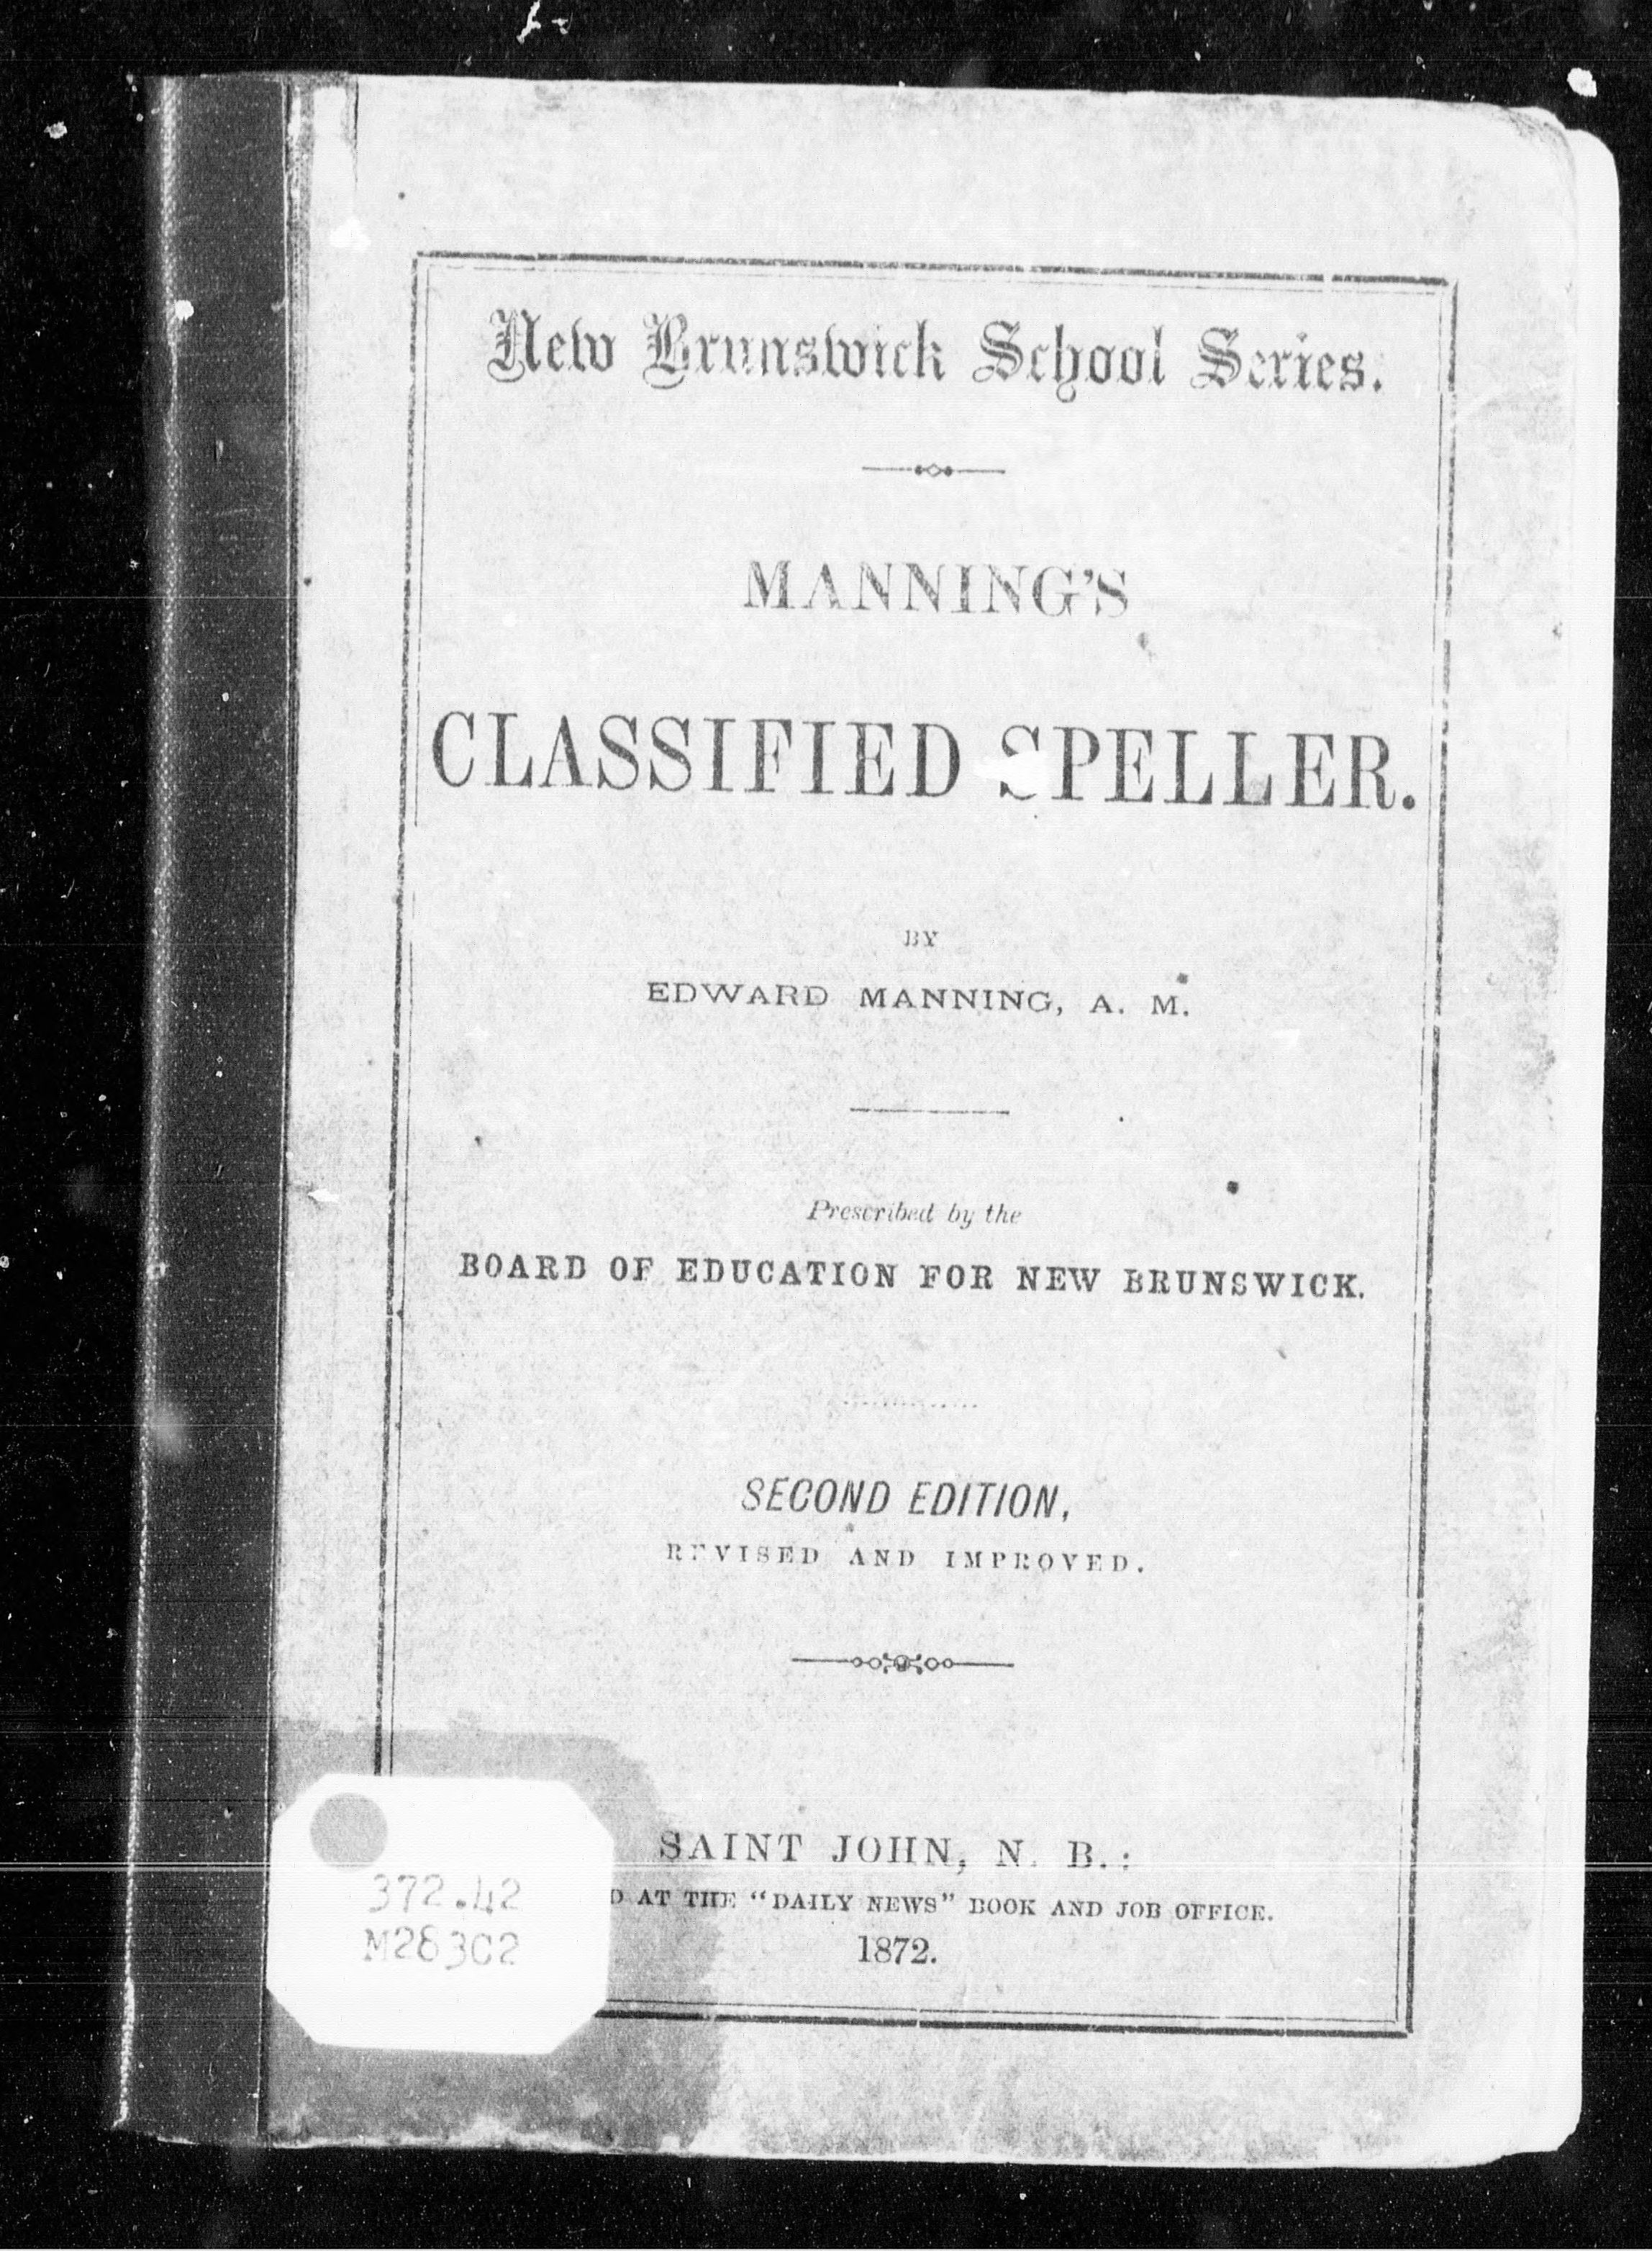 New Brunswick School Series.
MANNING'S
CLASSIFIED SPELLER.
BY
EDWARD MANNING, A. M.
Prescribed by the
BOARD OF EDUCATION FOR NEW BRUNSWICK.
SECOND EDITION,
REVISED AND IMPROVED.
SAINT JOHN, N. B.:
AT THE "DAILY NEWS" BOOK AND JOB OFFICE.
1872.
372.42
M283C2